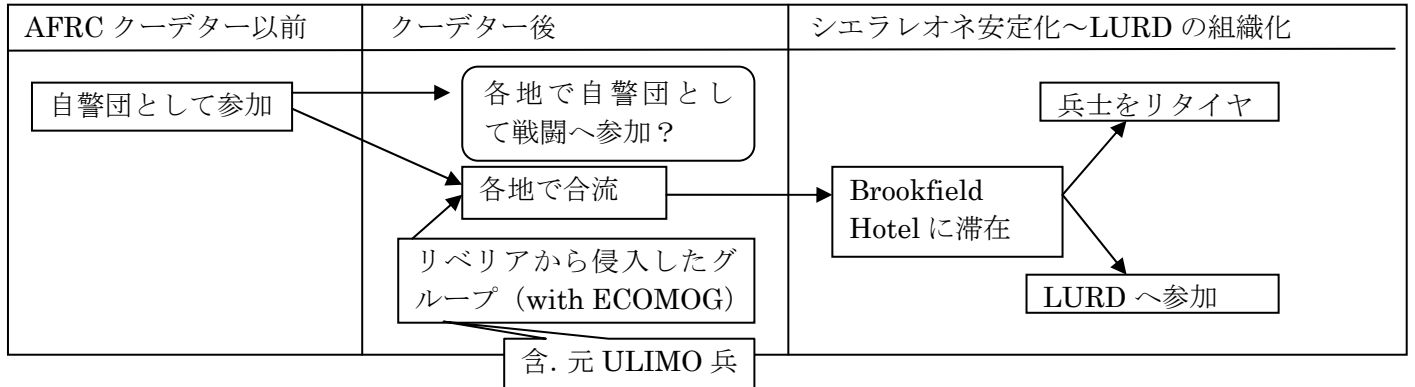 AFRC クーデター以前
クーデター後
シエラレオネ安定化～LURD の組織化
自警団として参加
各地で自警団とし
て戦闘へ参加？
各地で合流
リベリアから侵入したグ
ループ（with ECOMOG）
含. 元 ULIMO 兵
Brookfield
Hotel に滞在
兵士をリタイヤ
LURD へ参加